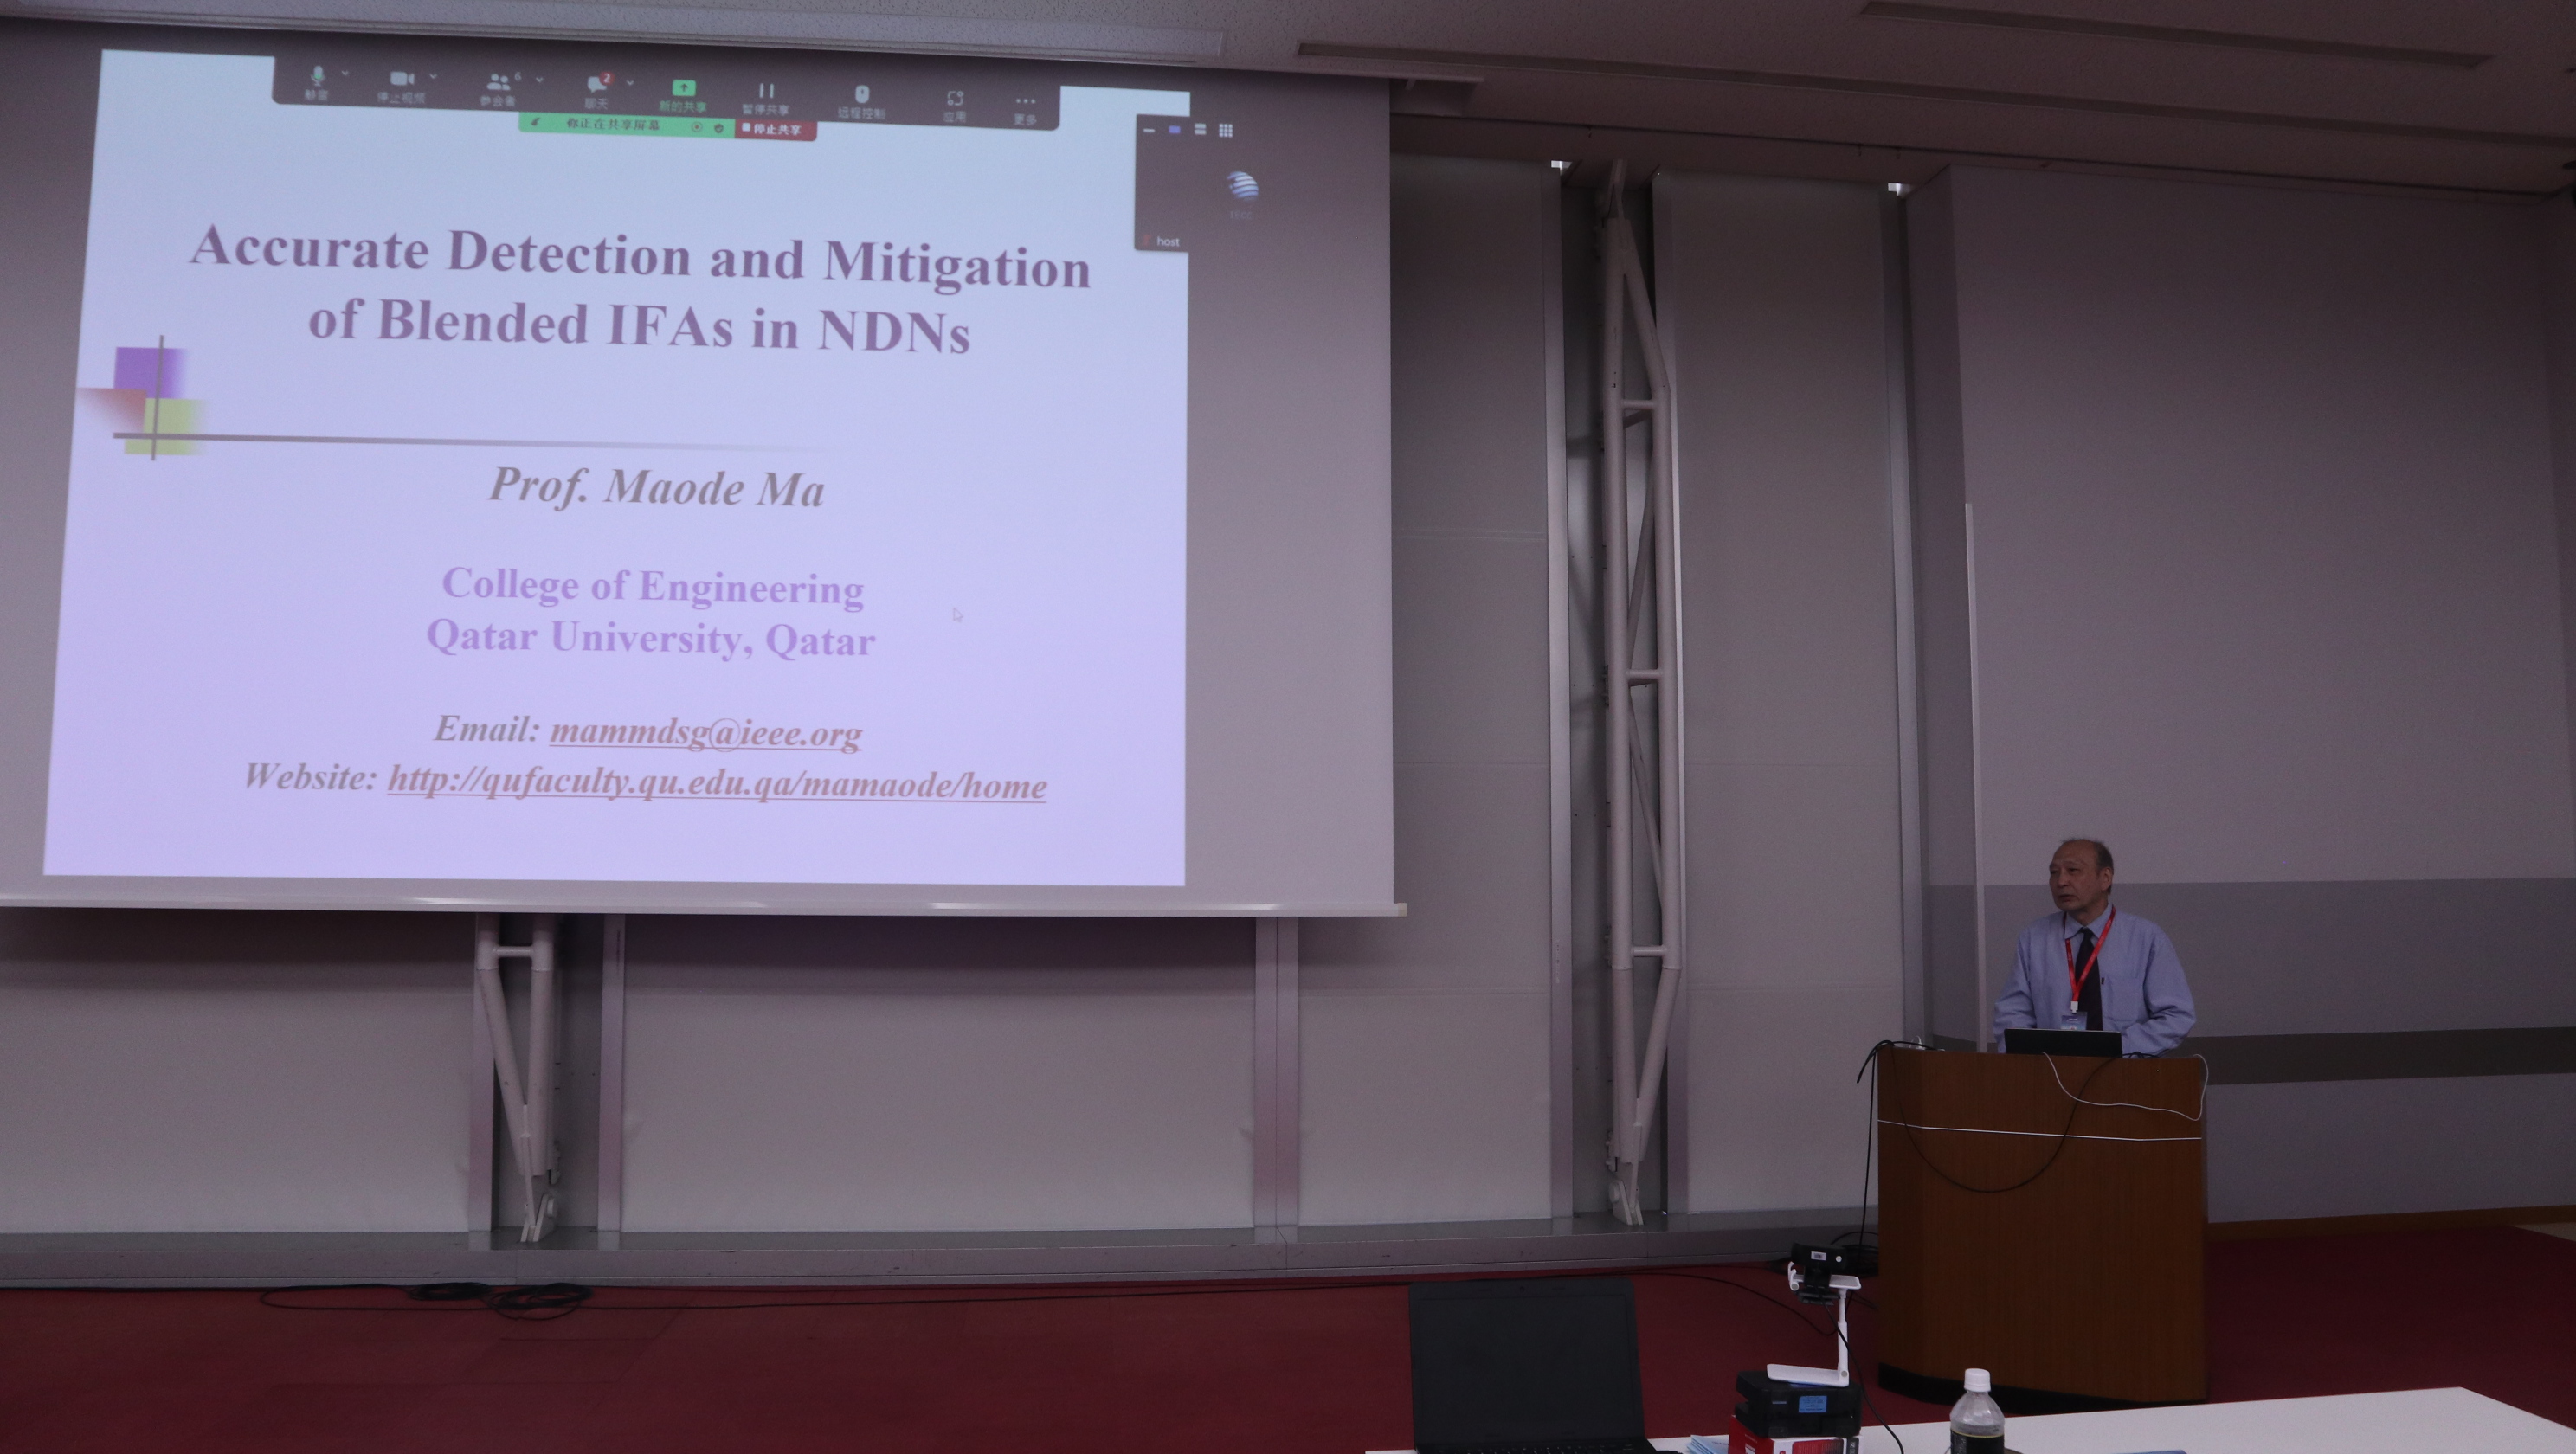 静音
停止视频
6
参会者
2
聊天
新的共享
暂停共享
远程控制
应用
更多
你正在共享屏幕
停止共享
host
Accurate Detection and Mitigation
of Blended IFAs in NDNs
Prof. Maode Ma
College of Engineering
Qatar University, Qatar
Email: mammdsg@ieee.org
Website: http://qufaculty.qu.edu.qa/mamaode/home